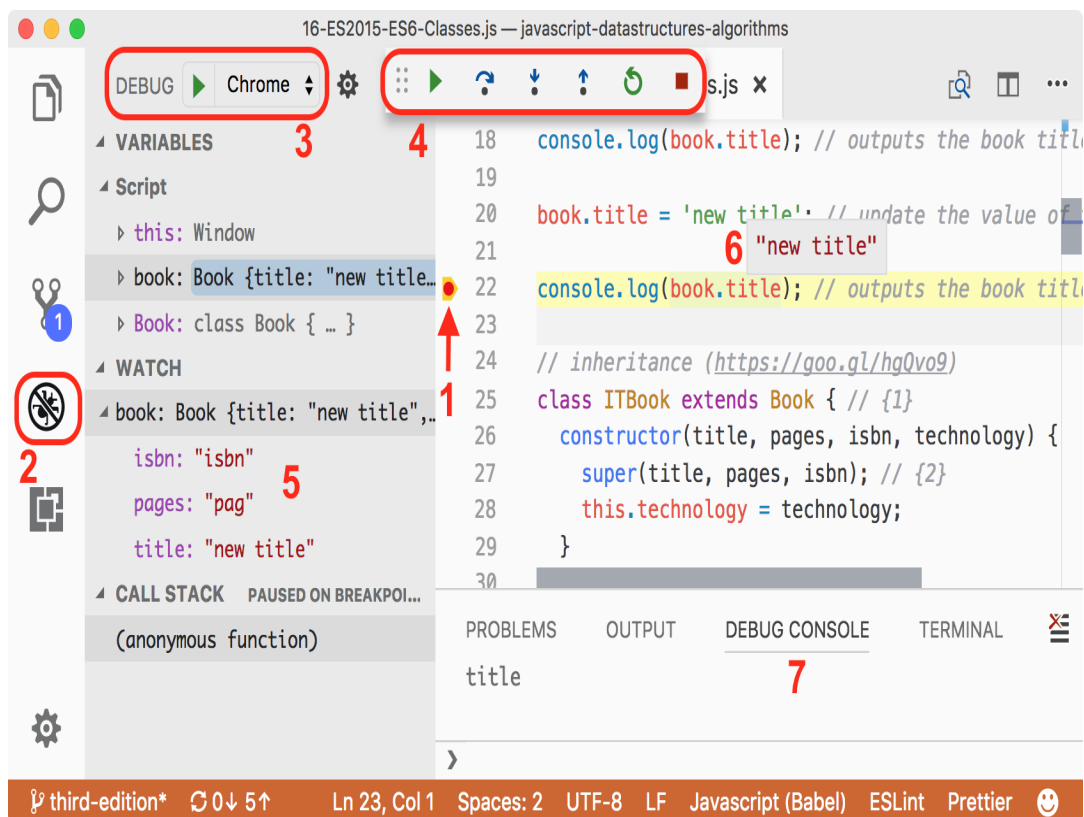 16-ES2015-ES6-Classes.js — javascript-datastructures-algorithms
DEBUG Chrome
3
4
s.js
VARIABLES
Script
this: Window
book: Book {title: "new title…
Book: class Book { … }
WATCH
book: Book {title: "new title",…
isbn: "isbn"
pages: "pag"
title: "new title"
5
CALL STACK PAUSED ON BREAKPOI…
(anonymous function)
1
2
1
18 console.log(book.title); // outputs the book titl
19
20 book.title = 'new title'; // update the value of
21
6 "new title"
22 console.log(book.title); // outputs the book titl
23
24 // inheritance (https://goo.gl/hgQvo9)
25 class ITBook extends Book { // {1}
26 constructor(title, pages, isbn, technology) {
27 super(title, pages, isbn); // {2}
28 this.technology = technology;
29 }
30
PROBLEMS OUTPUT DEBUG CONSOLE TERMINAL
7
title
❯
third-edition* 0↓ 5↑ Ln 23, Col 1 Spaces: 2 UTF-8 LF Javascript (Babel) ESLint Prettier